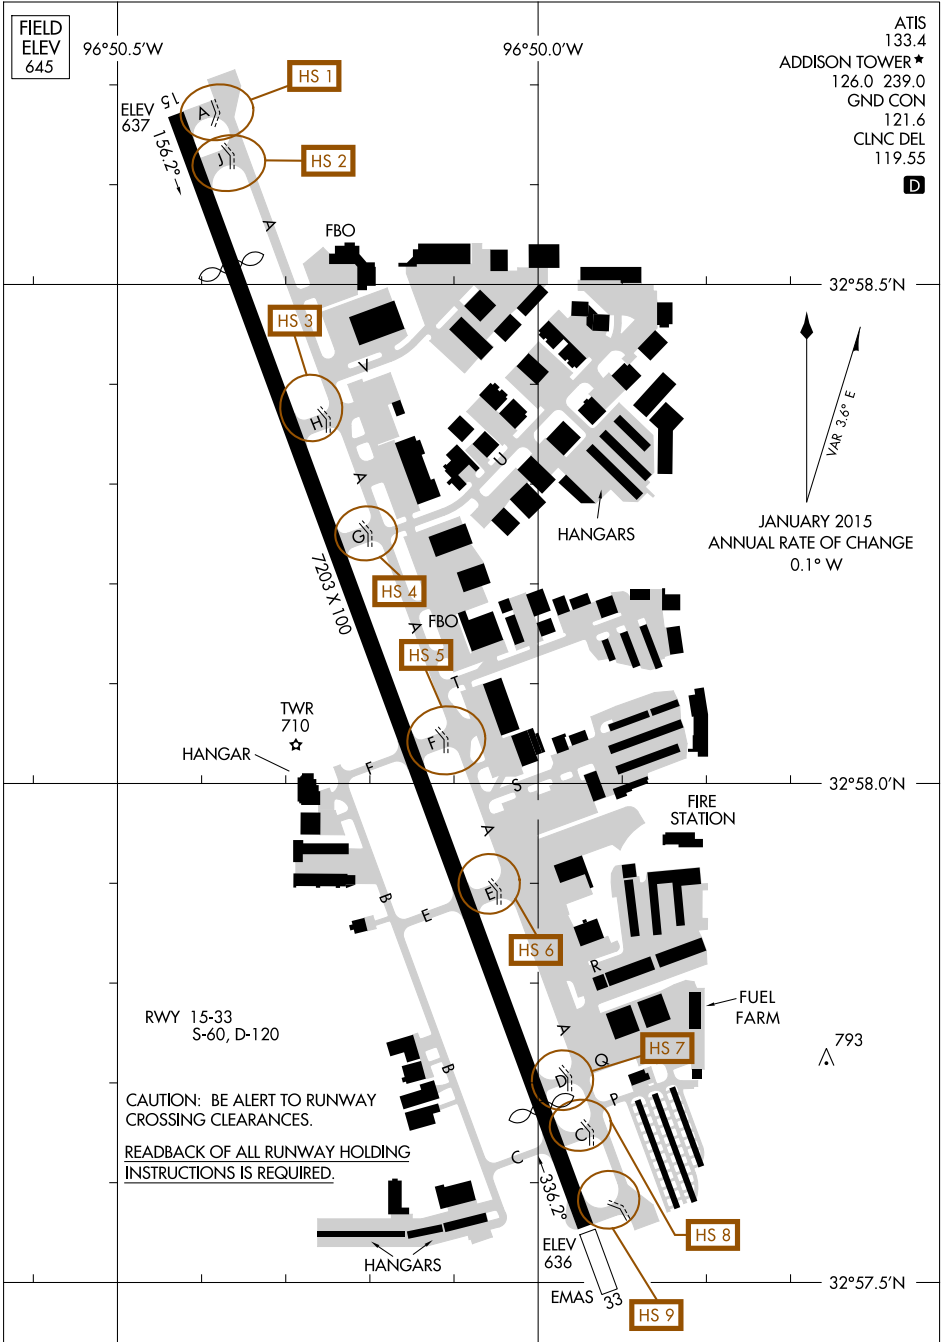 FIELD
ELEV
645
96°50.5'W
96°50.0'W
ATIS
133.4
ADDISON TOWER★
126.0 239.0
GND CON
121.6
CLNC DEL
119.55
D
HS 1
15
A
ELEV
637
156.2°
J
HS 2
A
FBO
32°58.5'N
HS 3
V
H
VAR 3.6° E
A
U
HANGARS
JANUARY 2015
ANNUAL RATE OF CHANGE
0.1° W
G
7203 X 100
HS 4
A
FBO
HS 5
T
TWR
710
F
HANGAR
F
S
32°58.0'N
FIRE
STATION
A
E
B
E
HS 6
R
FUEL
FARM
RWY 15-33
S-60, D-120
A
Q
HS 7
793
B
D
P
CAUTION: BE ALERT TO RUNWAY
CROSSING CLEARANCES.
READBACK OF ALL RUNWAY HOLDING
INSTRUCTIONS IS REQUIRED.
C
C
336.2°
HS 8
HANGARS
ELEV
636
EMAS
33
32°57.5'N
HS 9